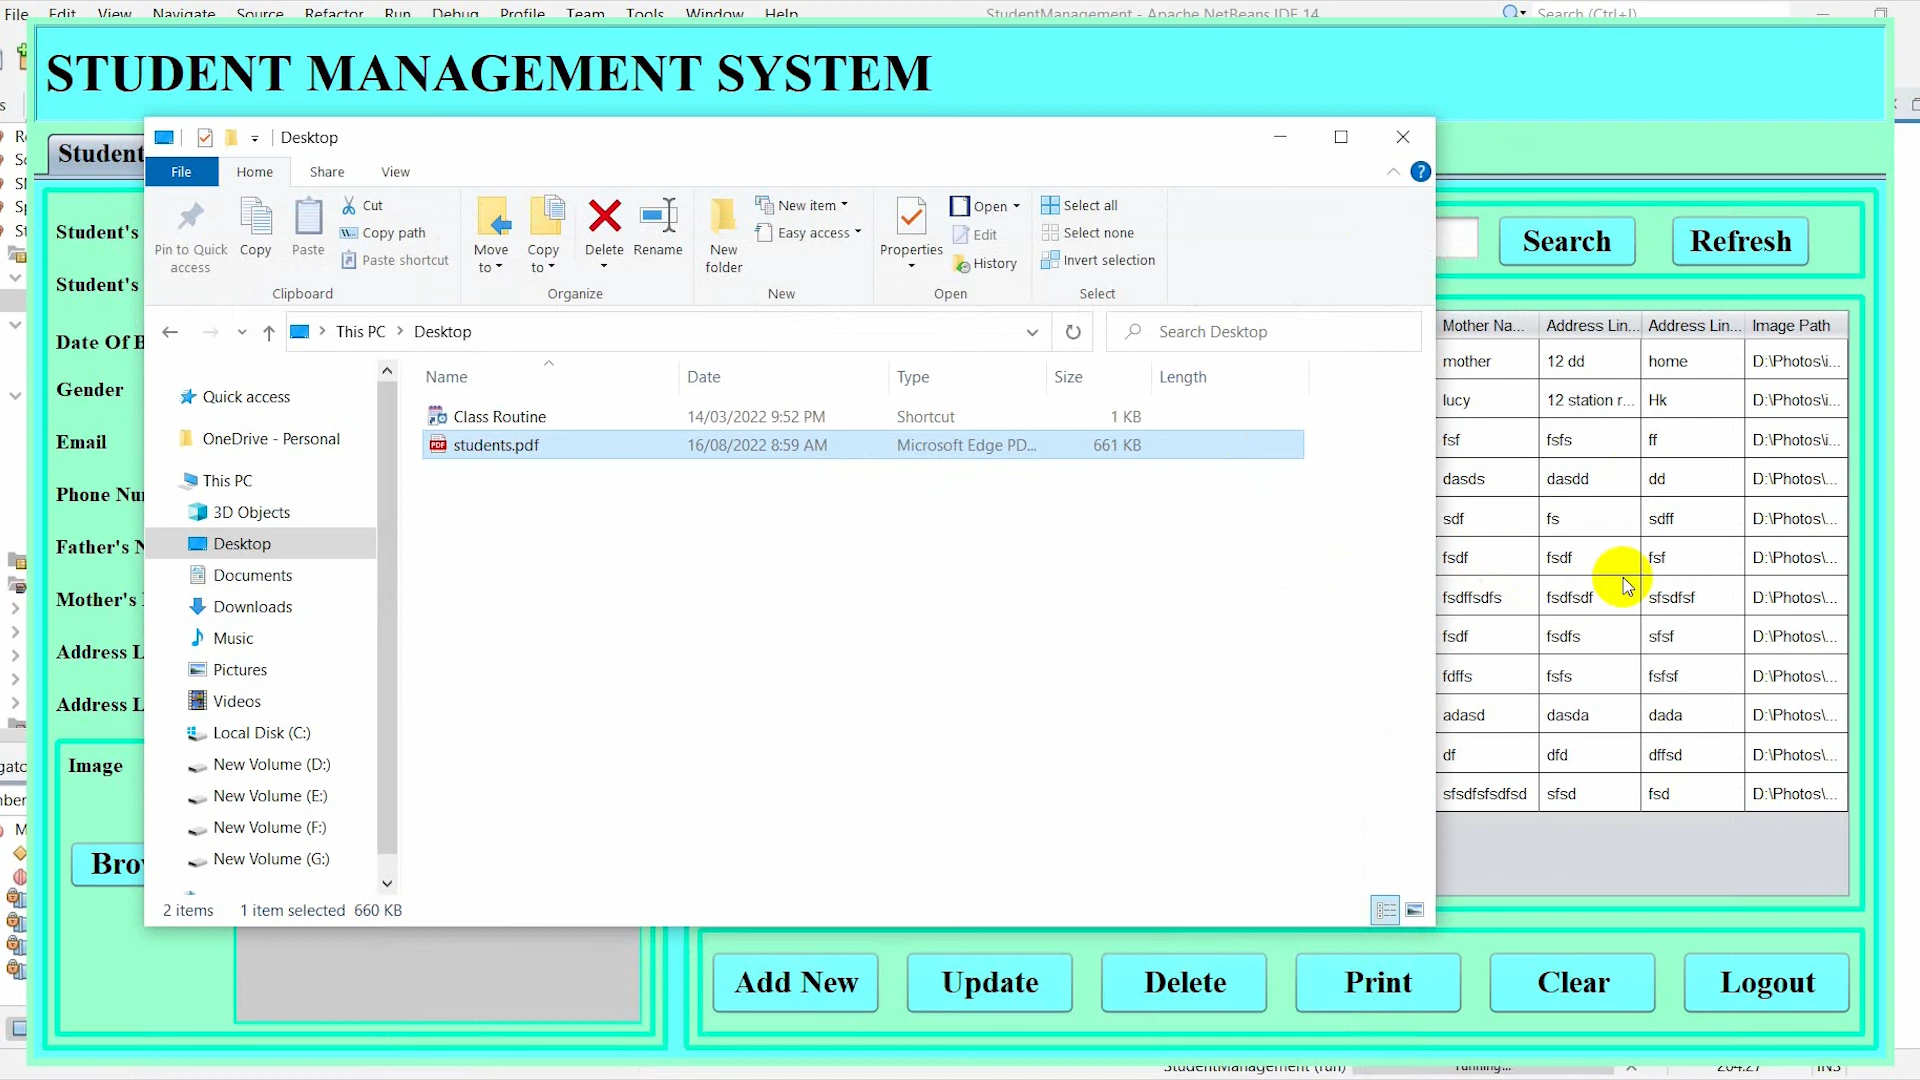 File Edit View Navigate Source Refactor Run Debug Profile Team Tools Window Help
StudentManagement - Apache NetBeans IDE 14
Search (Ctrl+I)
STUDENT MANAGEMENT SYSTEM
Student
Desktop
File Home Share View
Pin to Quick access
Copy
Paste
Cut
Copy path
Paste shortcut
Clipboard
Move to
Copy to
Delete
Rename
Organize
New folder
New item
Easy access
New
Properties
Open
Edit
History
Open
Select all
Select none
Invert selection
Select
This PC > Desktop
Search Desktop
Name Date Type Size Length
Class Routine 14/03/2022 9:52 PM Shortcut 1 KB
students.pdf 16/08/2022 8:59 AM Microsoft Edge PD... 661 KB
Quick access
OneDrive - Personal
This PC
3D Objects
Desktop
Documents
Downloads
Music
Pictures
Videos
Local Disk (C:)
New Volume (D:)
New Volume (E:)
New Volume (F:)
New Volume (G:)
2 items 1 item selected 660 KB
Student's
Student's
Date Of B
Gender
Email
Phone Nu
Father's N
Mother's
Address L
Address L
Image
Bro
Search Refresh
Mother Na... Address Lin... Address Lin... Image Path
mother 12 dd home D:\Photos\i...
lucy 12 station r... Hk D:\Photos\i...
fsf fsfs ff D:\Photos\...
dasds dasdd dd D:\Photos\...
sdf fs sdff D:\Photos\...
fsdf fsdf fsf D:\Photos\...
fsdffsdfs fsdfsdf sfsdfsf D:\Photos\...
fsdf fsdfs sfsf D:\Photos\...
fdffs fsfs fsfsf D:\Photos\...
adasd dasda dada D:\Photos\...
df dfd dffsd D:\Photos\...
sfsdfsfsdfsd sfsd fsd D:\Photos\...
Add New Update Delete Print Clear Logout
StudentManagement (run) running... 204:27 INS